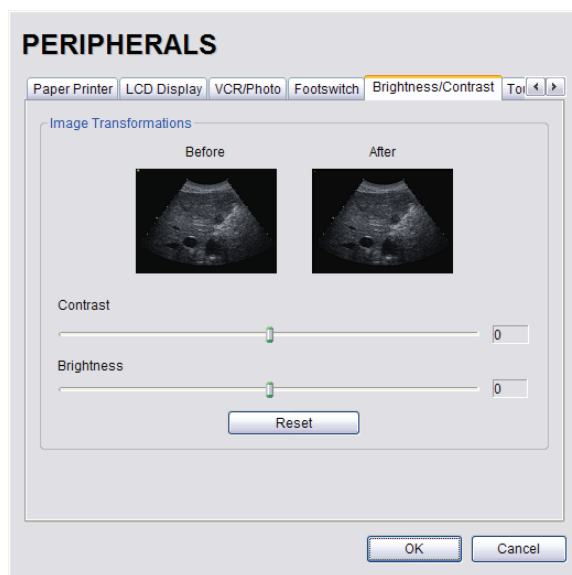 PERIPHERALS
Paper Printer LCD Display VCR/Photo Footswitch Brightness/Contrast
Image Transformations
Before After
Contrast
0
Brightness
0
Reset
OK Cancel